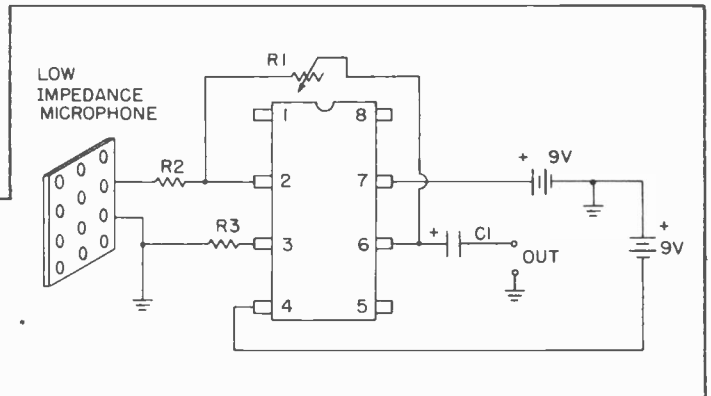 R1
LOW
IMPEDANCE
MICROPHONE
1 8
+ 9V
R2
2 7
R3
+
9V
3 6
+ C1
OUT
4 5